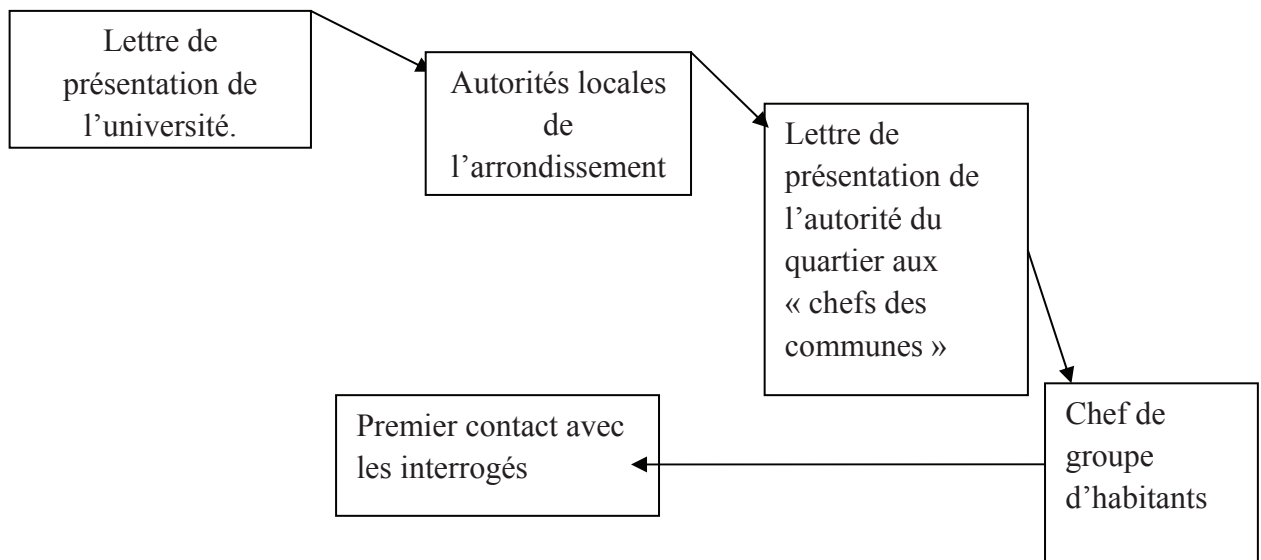 Lettre de
présentation de
l’université.
Autorités locales
de
l’arrondissement
Lettre de
présentation de
l’autorité du
quartier aux
« chefs des
communes »
Chef de
groupe
d’habitants
Premier contact avec
les interrogés